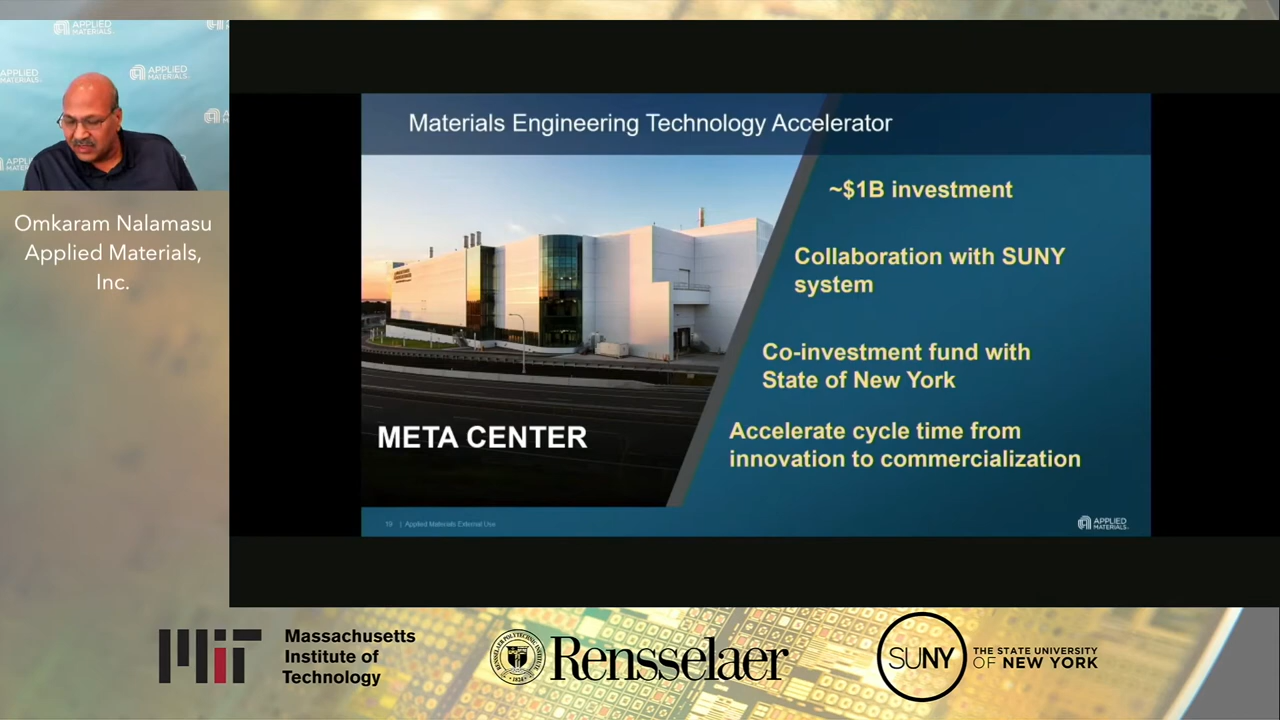 APPLIED
MATERIALS
APPLIED
MATERIALS
APPLIED
MATERIALS
Omkaram Nalamasu
Applied Materials,
Inc.
Materials Engineering Technology Accelerator
~$1B investment
Collaboration with SUNY
system
Co-investment fund with
State of New York
Accelerate cycle time from
innovation to commercialization
META CENTER
19 | Applied Materials External Use
APPLIED
MATERIALS
MIT
Massachusetts
Institute of
Technology
Rensselaer
SUNY
THE STATE UNIVERSITY
OF NEW YORK